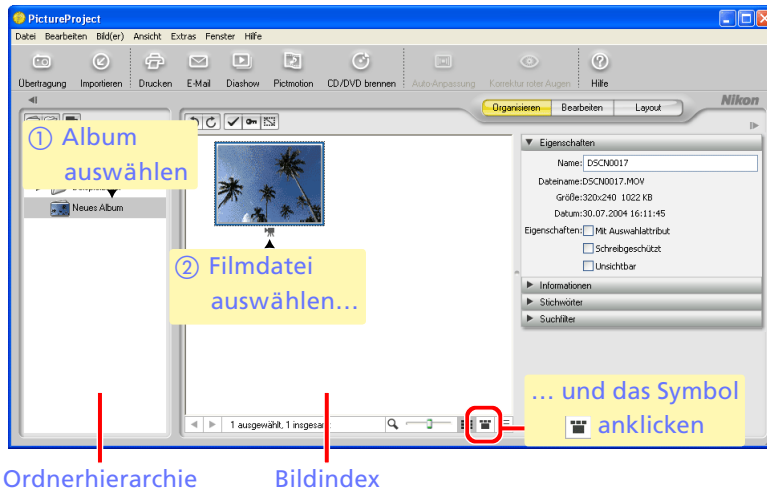 PictureProject
Datei Bearbeiten Bild(er) Ansicht Extras Fenster Hilfe
Übertragung Importieren Drucken E-Mail Diashow Pictmotion CD/DVD brennen Auto-Anpassung Korrektur roter Augen Hilfe
Organisieren Bearbeiten Layout
Nikon
① Album
auswählen
Neues Album
② Filmdatei
auswählen...
Eigenschaften
Name: DSCN0017
Dateiname: DSCN0017.MOV
Größe: 320x240 1022 KB
Datum: 30.07.2004 16:11:45
Eigenschaften: Mit Auswahlattribut
Schreibgeschützt
Unsichtbar
Informationen
Stichwörter
Suchfilter
... und das Symbol
anklicken
1 ausgewählt, 1
Ordnerhierarchie
Bildindex